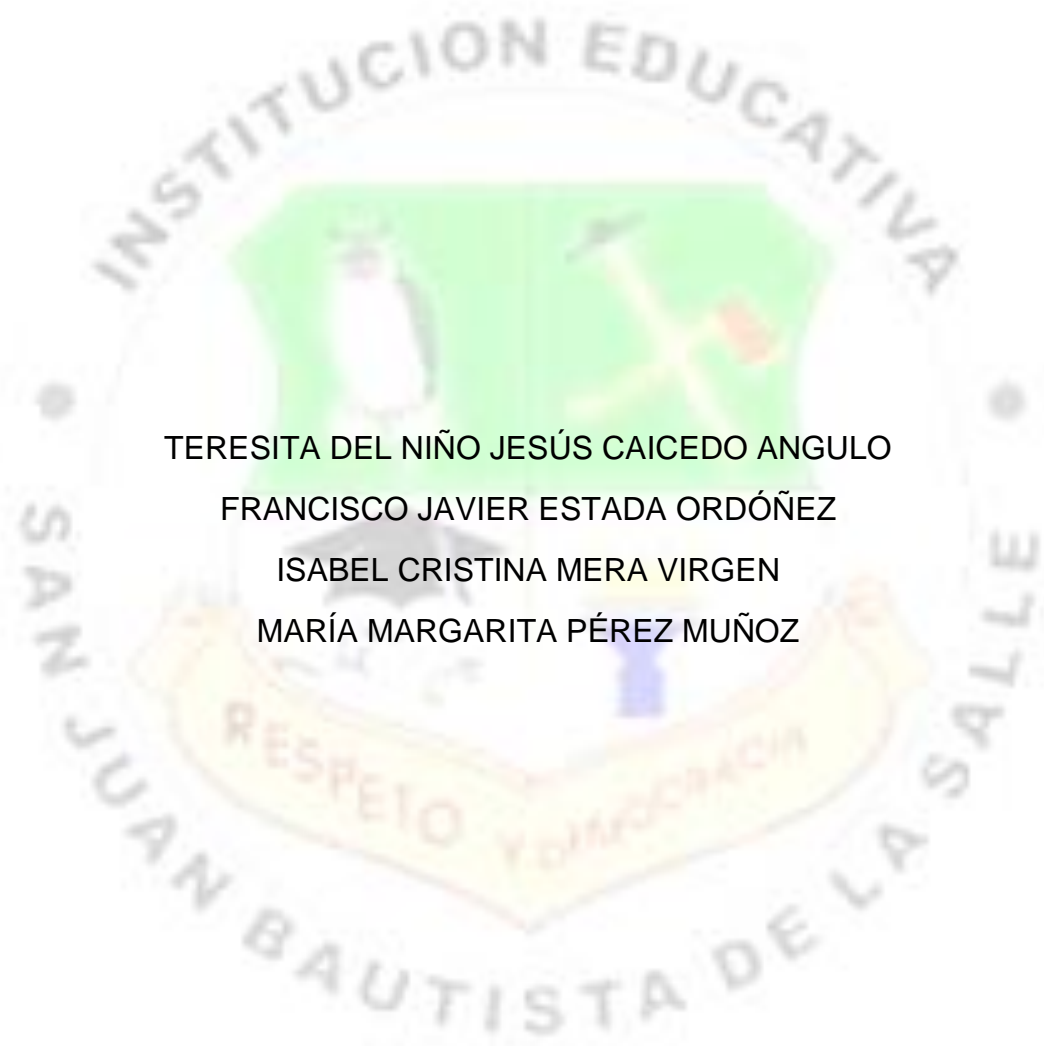 INSTITUCION EDUCATIVA
TERESITA DEL NIÑO JESÚS CAICEDO ANGULO
FRANCISCO JAVIER ESTADA ORDÓÑEZ
ISABEL CRISTINA MERA VIRGEN
MARÍA MARGARITA PÉREZ MUÑOZ
RESPETO Y DEMOCRACIA
SAN JUAN BAUTISTA DE LA SALLE